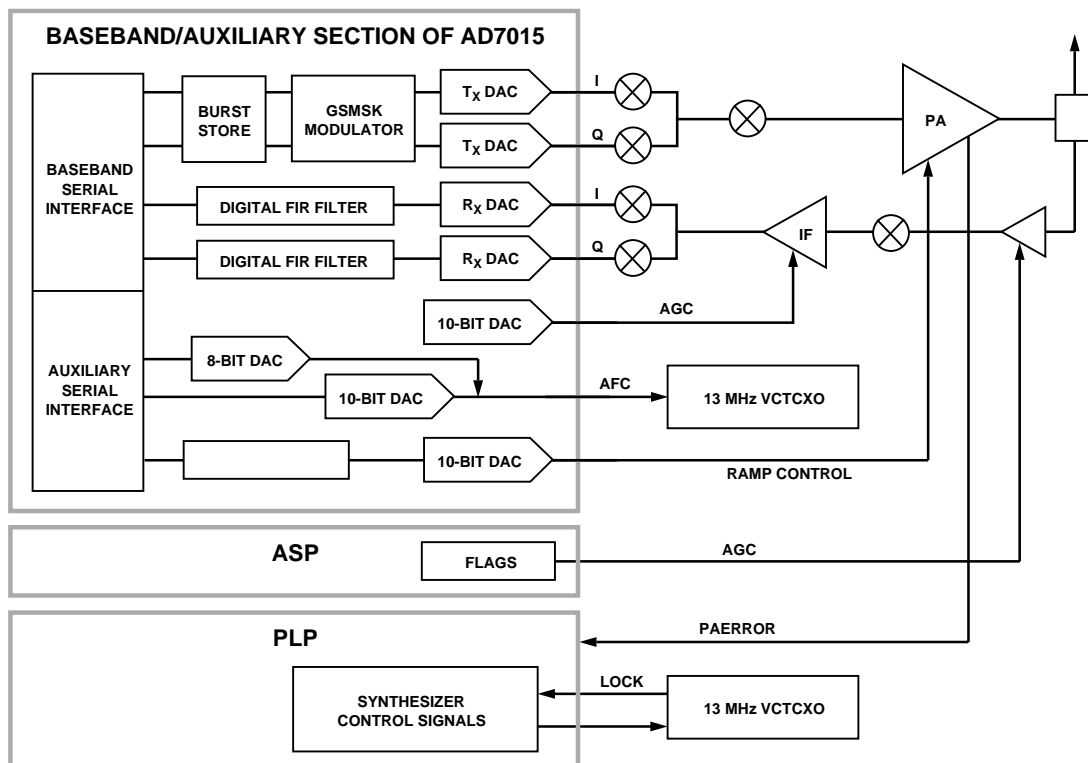 BASEBAND/AUXILIARY SECTION OF AD7015
BASEBAND
SERIAL
INTERFACE
BURST
STORE
GSMSK
MODULATOR
TX DAC
I
TX DAC
Q
PA
DIGITAL FIR FILTER
RX DAC
I
DIGITAL FIR FILTER
RX DAC
Q
IF
10-BIT DAC
AGC
AUXILIARY
SERIAL
INTERFACE
8-BIT DAC
10-BIT DAC
AFC
13 MHz VCTCXO
10-BIT DAC
RAMP CONTROL
ASP
FLAGS
AGC
PLP
PAERROR
SYNTHESIZER
CONTROL SIGNALS
LOCK
13 MHz VCTCXO